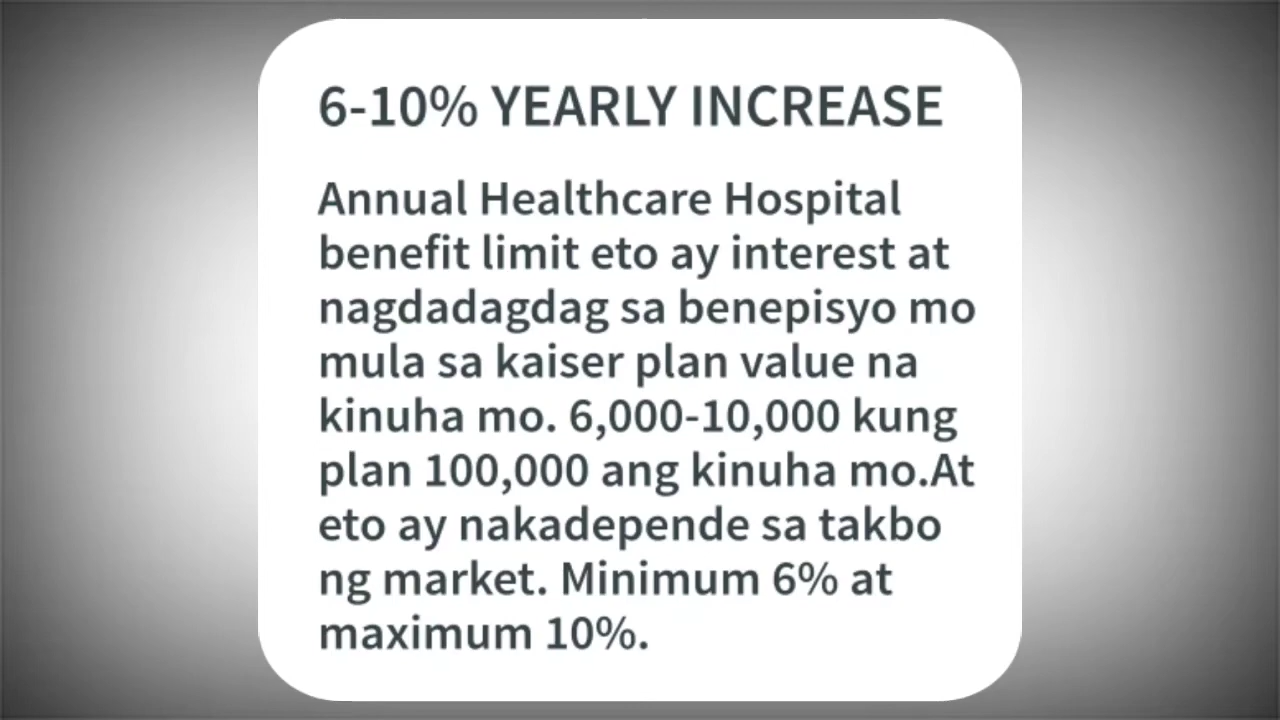 6-10% YEARLY INCREASE
Annual Healthcare Hospital
benefit limit eto ay interest at
nagdadagdag sa benepisyo mo
mula sa kaiser plan value na
kinuha mo. 6,000-10,000 kung
plan 100,000 ang kinuha mo.At
eto ay nakadepende sa takbo
ng market. Minimum 6% at
maximum 10%.